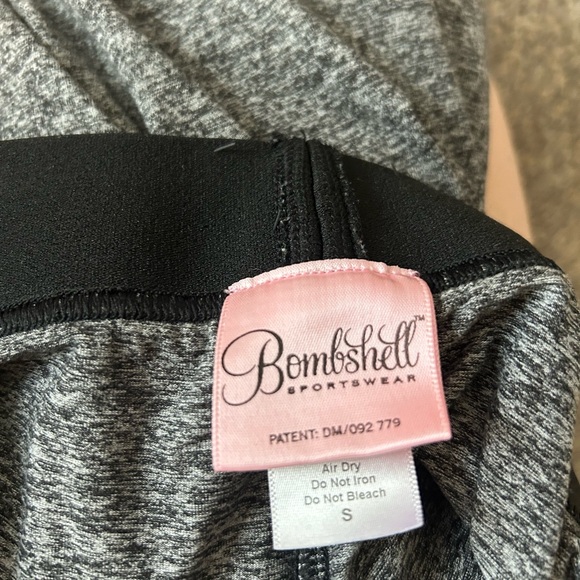 Bombshell™
SPORTSWEAR
PATENT: DM/092 779
Air Dry
Do Not Iron
Do Not Bleach
S